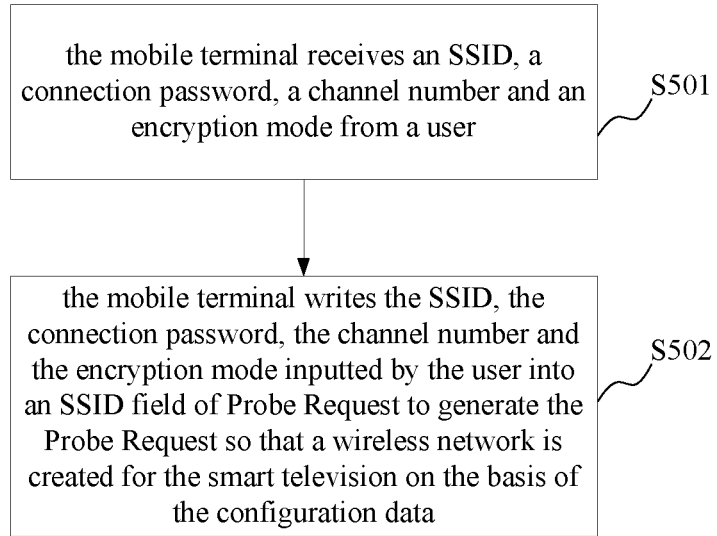 the mobile terminal receives an SSID, a
connection password, a channel number and an
encryption mode from a user
S501
the mobile terminal writes the SSID, the
connection password, the channel number and
the encryption mode inputted by the user into
an SSID field of Probe Request to generate the
Probe Request so that a wireless network is
created for the smart television on the basis of
the configuration data
S502